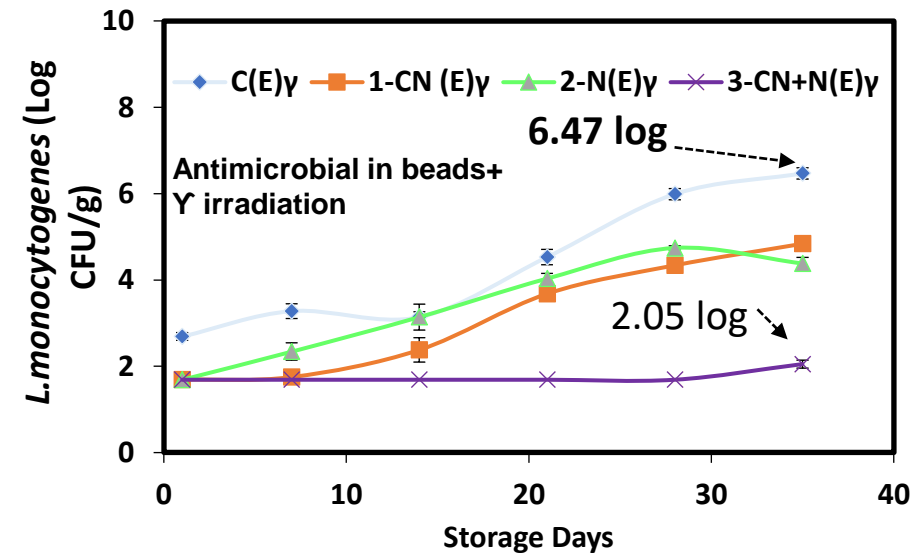 L.monocytogenes (Log
CFU/g)
10
8
6
4
2
0
C(E)γ 1-CN (E)γ 2-N(E)γ 3-CN+N(E)γ
6.47 log
Antimicrobial in beads+
ϒ irradiation
2.05 log
0 10 20 30 40
Storage Days